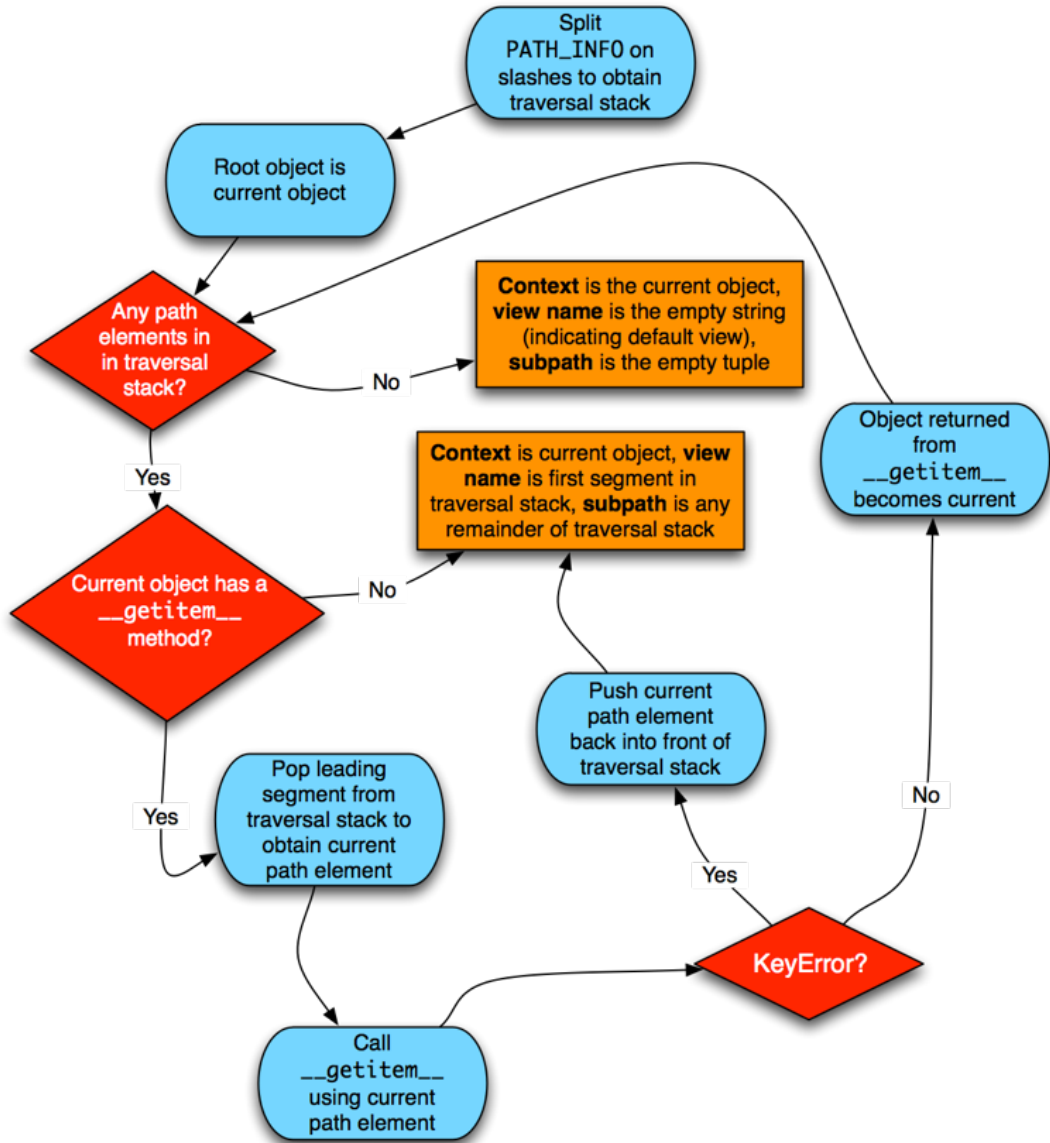 Split
PATH_INFO on
slashes to obtain
traversal stack
Root object is
current object
Any path
elements in
in traversal
stack?
Context is the current object,
view name is the empty string
(indicating default view),
subpath is the empty tuple
No
Object returned
from
__getitem__
becomes current
Yes
Context is current object, view
name is first segment in
traversal stack, subpath is any
remainder of traversal stack
Current object has a
__getitem__
method?
No
Push current
path element
back into front of
traversal stack
Yes
Pop leading
segment from
traversal stack to
obtain current
path element
No
Yes
KeyError?
Call
__getitem__
using current
path element